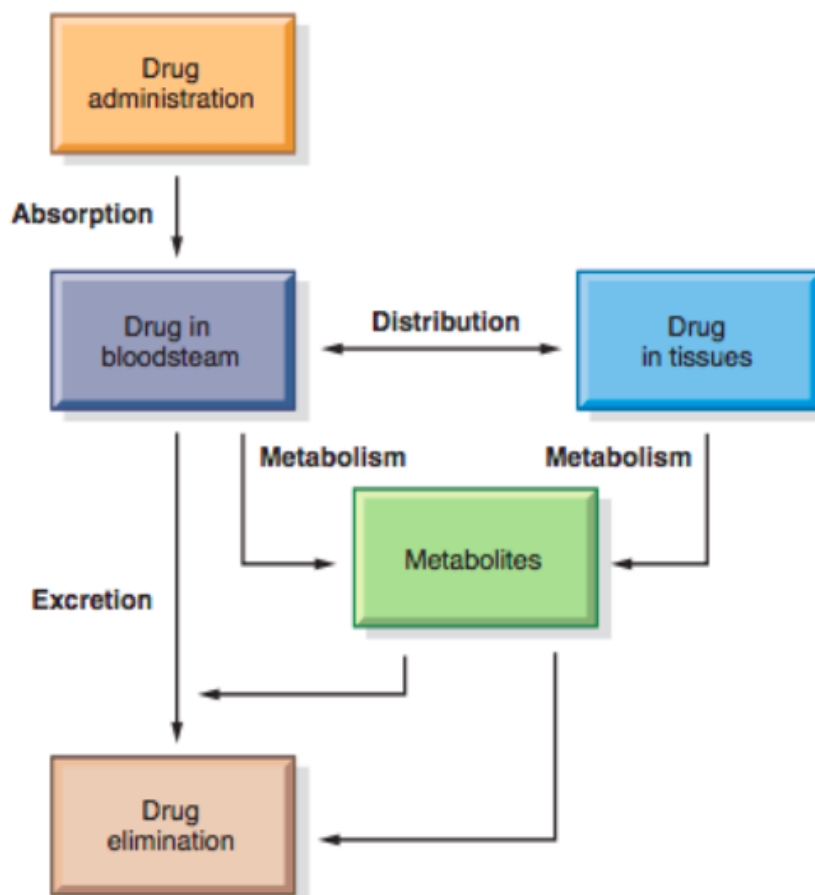 Drug
administration
Absorption
Drug in
bloodsteam
Distribution
Drug
in tissues
Metabolism
Metabolism
Metabolites
Excretion
Drug
elimination